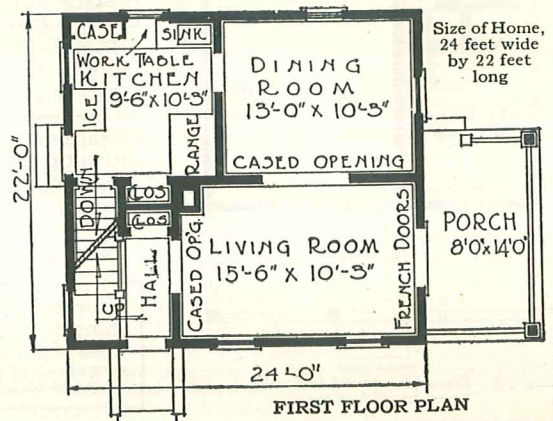 CASE
SINK
WORK TABLE
KITCHEN
9'-6" X 10'-3"
ICE
RANGE
DINING
ROOM
13'-0" X 10'-3"
CASED OPENING
Size of Home,
24 feet wide
by 22 feet
long
22'-0"
DOWN
CLOS
CLOS
UP
HALL
CASED OP'G.
LIVING ROOM
15'-6" X 10'-3"
FRENCH DOORS
PORCH
8'0"x14'0"
24'-0"
FIRST FLOOR PLAN